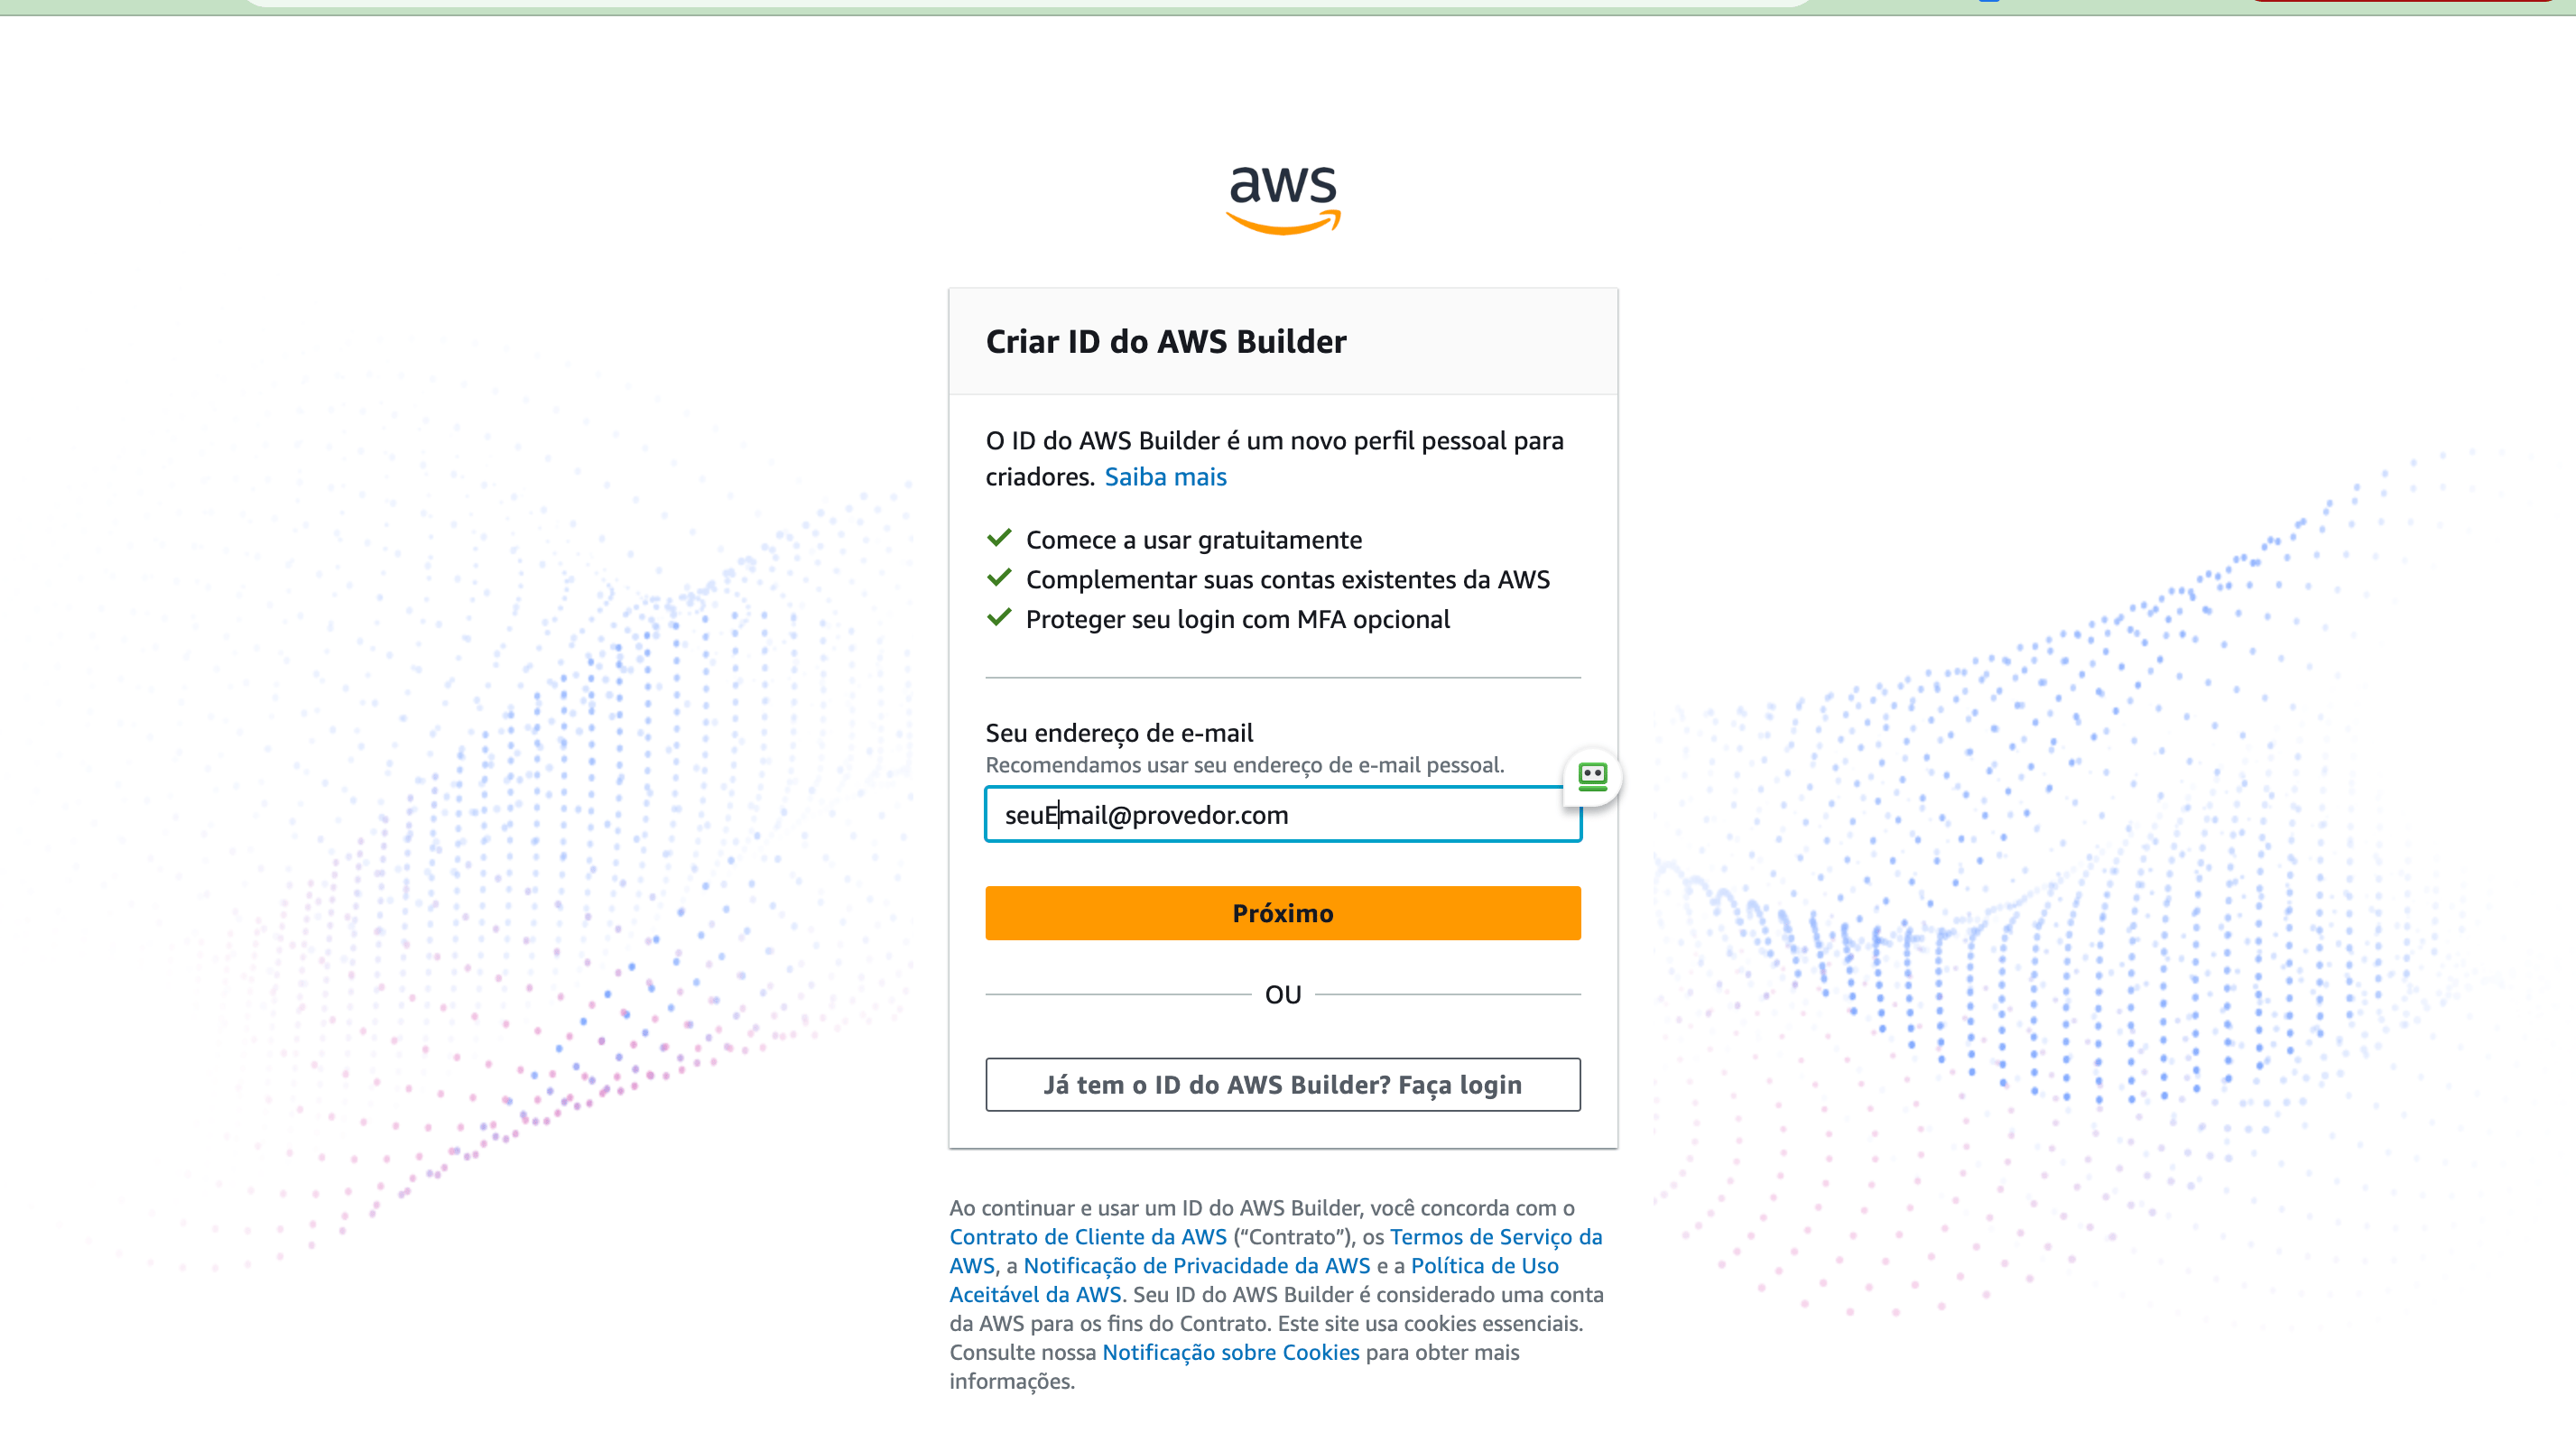 aws
Criar ID do AWS Builder
O ID do AWS Builder é um novo perfil pessoal para
criadores. Saiba mais
Comece a usar gratuitamente
Complementar suas contas existentes da AWS
Proteger seu login com MFA opcional
Seu endereço de e-mail
Recomendamos usar seu endereço de e-mail pessoal.
seuEmail@provedor.com
Próximo
OU
Já tem o ID do AWS Builder? Faça login
Ao continuar e usar um ID do AWS Builder, você concorda com o
Contrato de Cliente da AWS (“Contrato”), os Termos de Serviço da
AWS, a Notificação de Privacidade da AWS e a Política de Uso
Aceitável da AWS. Seu ID do AWS Builder é considerado uma conta
da AWS para os fins do Contrato. Este site usa cookies essenciais.
Consulte nossa Notificação sobre Cookies para obter mais
informações.